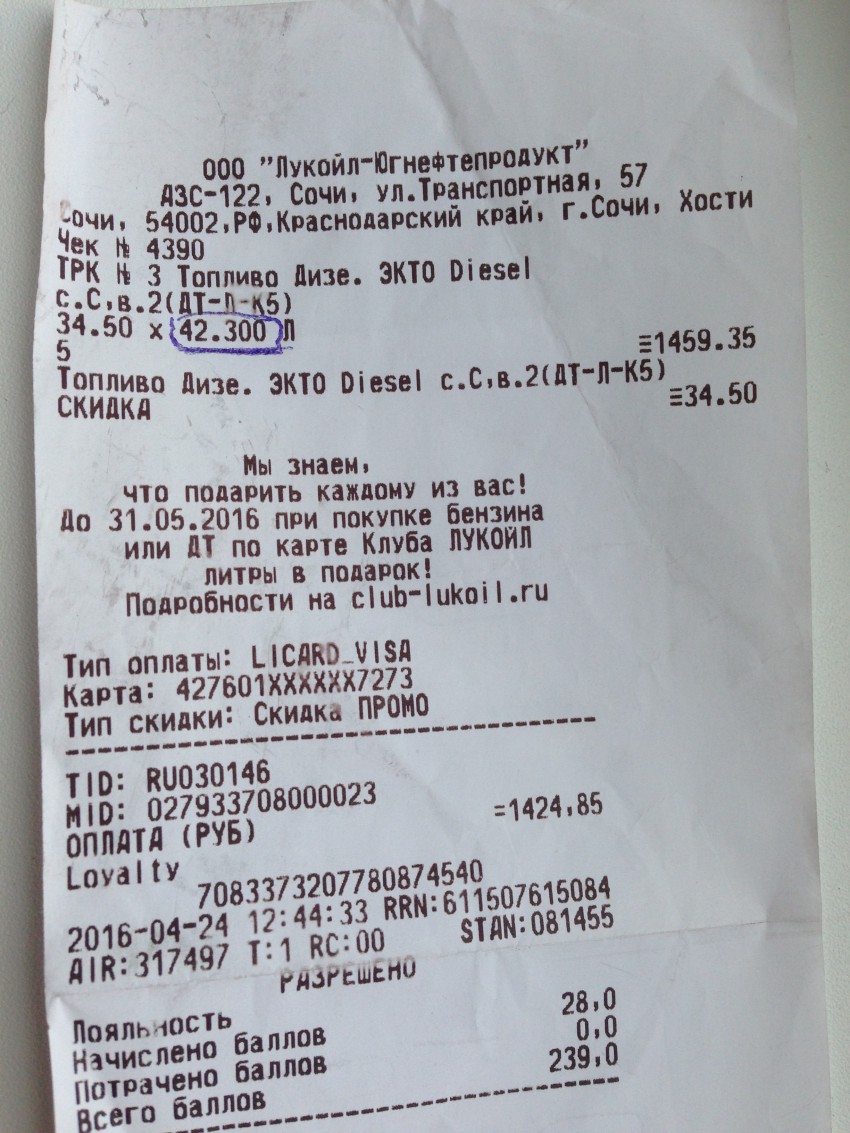 ООО "Лукойл-Югнефтепродукт"
АЗС-122, Сочи, ул.Транспортная, 57
Сочи, 54002,РФ,Краснодарский край, г.Сочи, Хости
Чек № 4390
ТРК № 3 Топливо Дизе. ЭКТО Diesel
с.С,в.2(ДТ-Л-К5)
34.50 x 42.300 Л
≡1459.35
5
Топливо Дизе. ЭКТО Diesel с.С,в.2(ДТ-Л-К5)
СКИДКА ≡34.50
Мы знаем,
что подарить каждому из вас!
До 31.05.2016 при покупке бензина
или ДТ по карте Клуба ЛУКОЙЛ
литры в подарок!
Подробности на club-lukoil.ru
Тип оплаты: LICARD_VISA
Карта: 427601XXXXXX7273
Тип скидки: Скидка ПРОМО
TID: RU030146
MID: 027933708000023
ОПЛАТА (РУБ) =1424,85
Loyalty
7083373207780874540
2016-04-24 12:44:33 RRN:611507615084
AIR:317497 T:1 RC:00 STAN:081455
РАЗРЕШЕНО
Лояльность
Начислено баллов 28,0
Потрачено баллов 0,0
Всего баллов 239,0